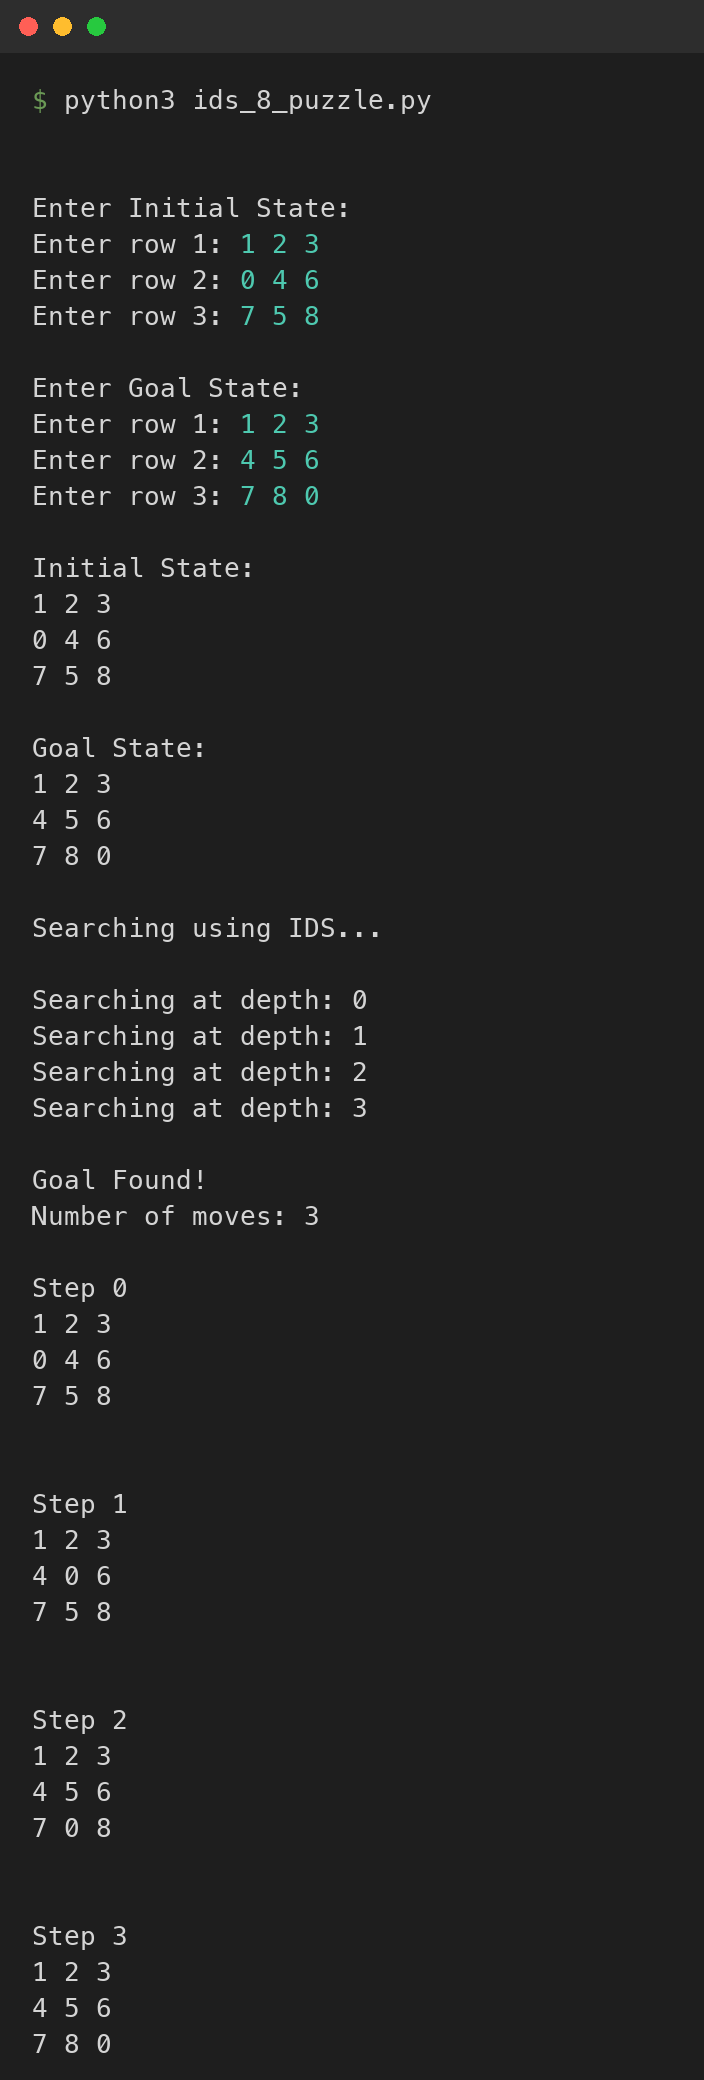 $ python3 ids_8_puzzle.py
Enter Initial State:
Enter row 1: 1 2 3
Enter row 2: 0 4 6
Enter row 3: 7 5 8
Enter Goal State:
Enter row 1: 1 2 3
Enter row 2: 4 5 6
Enter row 3: 7 8 0
Initial State:
1 2 3
0 4 6
7 5 8
Goal State:
1 2 3
4 5 6
7 8 0
Searching using IDS...
Searching at depth: 0
Searching at depth: 1
Searching at depth: 2
Searching at depth: 3
Goal Found!
Number of moves: 3
Step 0
1 2 3
0 4 6
7 5 8
Step 1
1 2 3
4 0 6
7 5 8
Step 2
1 2 3
4 5 6
7 0 8
Step 3
1 2 3
4 5 6
7 8 0